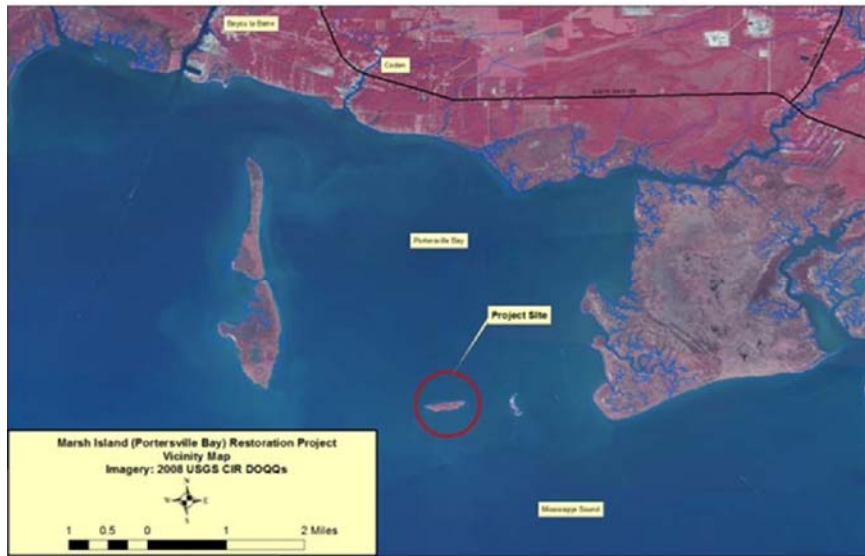 Bayou la Batre
Coden
Portersville Bay
Project Site
Marsh Island (Portersville Bay) Restoration Project
Vicinity Map
Imagery: 2008 USGS CIR DOQQs
N
W
E
S
1 0.5 0 1 2 Miles
Mississippi Sound